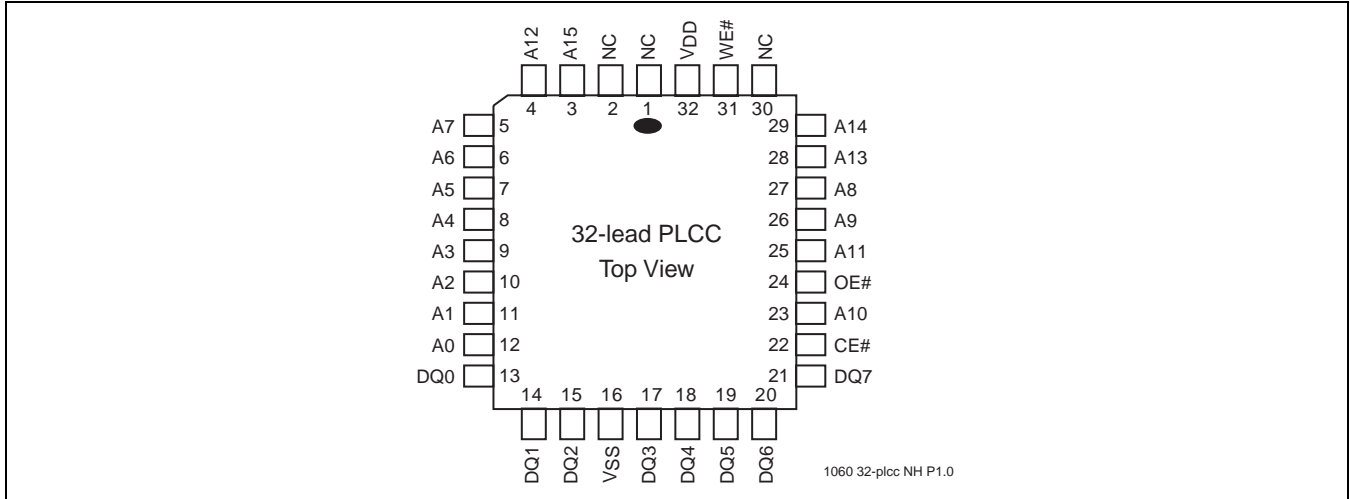 A12 A15 NC NC VDD WE# NC
4 3 2 1 32 31 30
A7 5 29 A14
A6 6 28 A13
A5 7 27 A8
A4 8 26 A9
A3 9 25 A11
A2 10 24 OE#
A1 11 23 A10
A0 12 22 CE#
DQ0 13 21 DQ7
32-lead PLCC
Top View
14 15 16 17 18 19 20
DQ1 DQ2 VSS DQ3 DQ4 DQ5 DQ6
1060 32-plcc NH P1.0